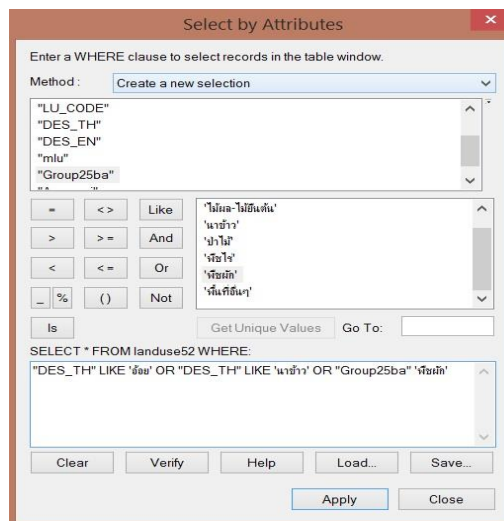 Select by Attributes
Enter a WHERE clause to select records in the table window.
Method : Create a new selection
"LU_CODE"
"DES_TH"
"DES_EN"
"mlu"
"Group25ba"
= < > Like
> > = And
< < = Or
_ % () Not
Is
'ไม้ผล-ไม้ยืนต้น'
'นาข้าว'
'ป่าไม้'
'พืชไร่'
'พืชผัก'
'พื้นที่อื่นๆ'
Get Unique Values Go To:
SELECT * FROM landuse52 WHERE:
"DES_TH" LIKE 'อ้อย' OR "DES_TH" LIKE 'นาข้าว' OR "Group25ba" 'พืชผัก'
Clear Verify Help Load... Save...
Apply Close